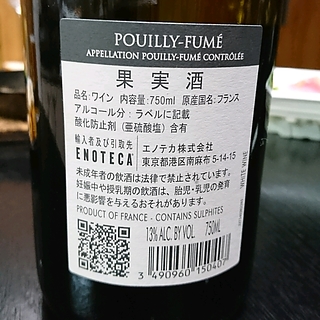 POUILLY-FUMÉ
APPELLATION POUILLY-FUMÉ CONTRÔLÉE
果実酒
品名:ワイン 内容量:750ml 原産国名:フランス
アルコール分:ラベルに記載
酸化防止剤(亜硫酸塩)含有
輸入者及び引取先 エノテカ株式会社
ENOTECA 東京都港区南麻布5-14-15
未成年者の飲酒は法律で禁止されています。
妊娠中や授乳期の飲酒は、胎児・乳児の発育
に悪影響を与えるおそれがあります。
PRODUCT OF FRANCE - CONTAINS SULPHITES
13% ALC. BY VOL 750ML
3 490960 15040
WHITE WINE